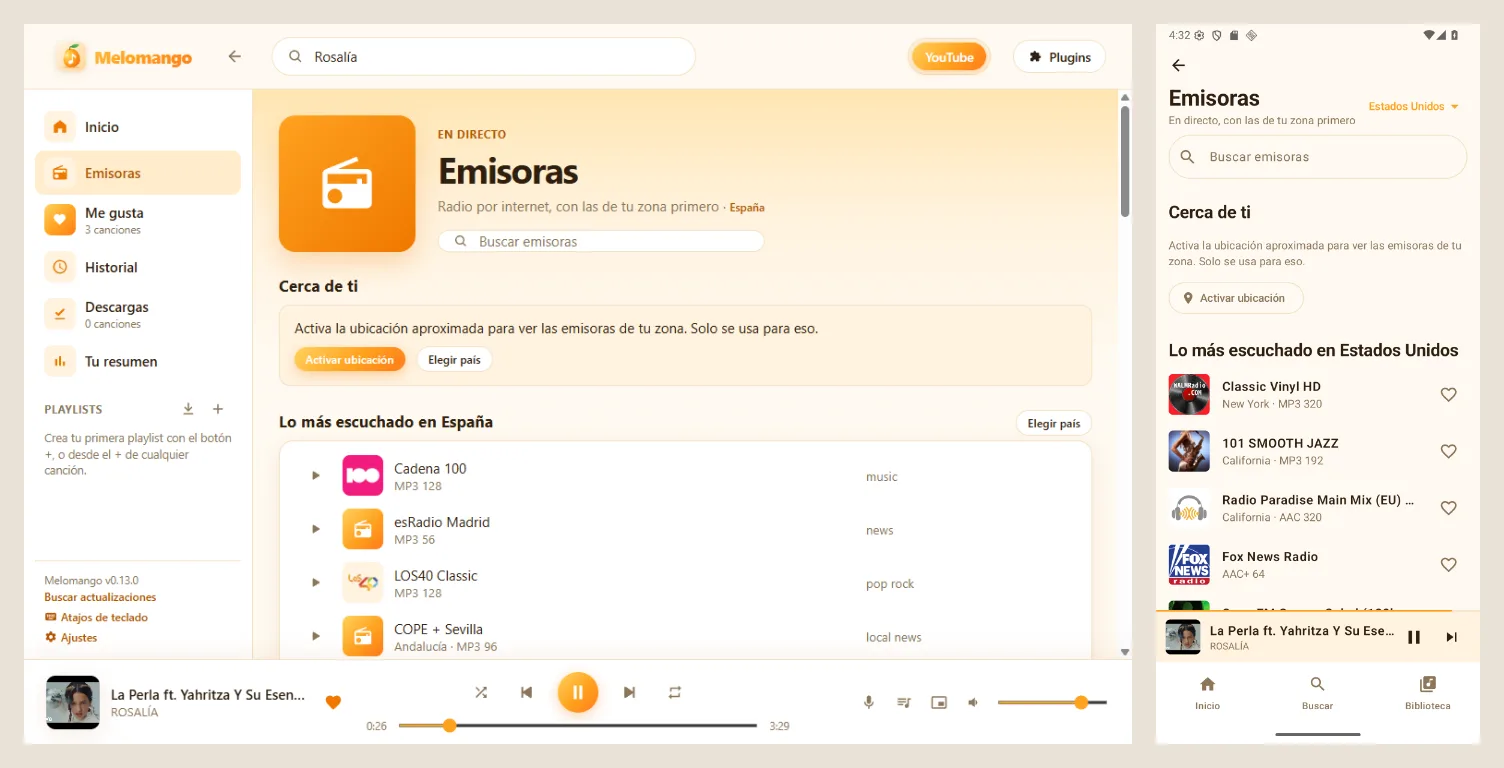 Melomango
Rosalía
YouTube
Plugins
Inicio
Emisoras
Me gusta
3 canciones
Historial
Descargas
0 canciones
Tu resumen
PLAYLISTS
Crea tu primera playlist con el botón
+, o desde el + de cualquier
canción.
Melomango v0.13.0
Buscar actualizaciones
Atajos de teclado
Ajustes
EN DIRECTO
Emisoras
Radio por internet, con las de tu zona primero · España
Buscar emisoras
Cerca de ti
Activa la ubicación aproximada para ver las emisoras de tu zona. Solo se usa para eso.
Activar ubicación
Elegir país
Lo más escuchado en España
Elegir país
Cadena 100
MP3 128
music
esRadio Madrid
MP3 56
news
LOS40 Classic
MP3 128
pop rock
COPE + Sevilla
Andalucía · MP3 96
local news
La Perla ft. Yahritza Y Su Esen...
ROSALÍA
0:26
3:29
4:32
Emisoras
Estados Unidos
En directo, con las de tu zona primero
Buscar emisoras
Cerca de ti
Activa la ubicación aproximada para ver las emisoras de tu
zona. Solo se usa para eso.
Activar ubicación
Lo más escuchado en Estados Unidos
Classic Vinyl HD
New York · MP3 320
101 SMOOTH JAZZ
California · MP3 192
Radio Paradise Main Mix (EU) ...
California · AAC 320
FOX
NEWS
radio
Fox News Radio
AAC+ 64
La Perla ft. Yahritza Y Su Ese...
ROSALÍA
Inicio
Buscar
Biblioteca